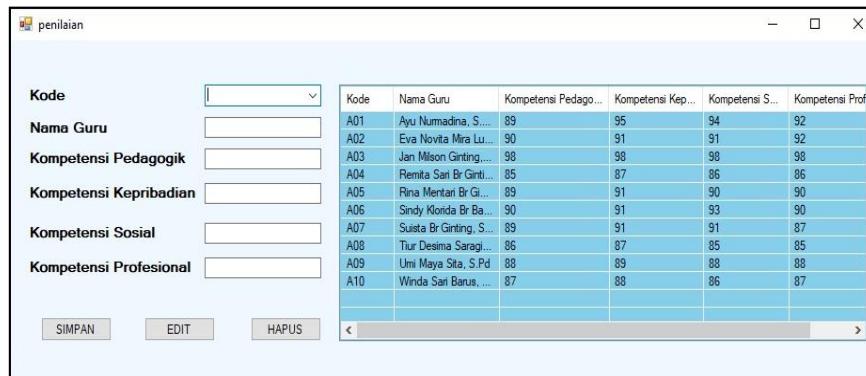 penilaian
Kode
Nama Guru
Kompetensi Pedagogik
Kompetensi Kepribadian
Kompetensi Sosial
Kompetensi Profesional
SIMPAN EDIT HAPUS
Kode Nama Guru Kompetensi Pedago... Kompetensi Kep... Kompetensi S... Kompetensi Prof
A01 Ayu Nurmadina, S.... 89 95 94 92
A02 Eva Novita Mira Lu... 90 91 91 92
A03 Jan Milson Ginting,... 98 98 98 98
A04 Remita Sari Br Ginti... 85 87 86 86
A05 Rina Mentari Br Gi... 89 91 90 90
A06 Sindy Klorida Br Ba... 90 91 93 90
A07 Suista Br Ginting, S... 89 91 91 87
A08 Tiur Desima Saragi... 86 87 85 85
A09 Umi Maya Sita, S.Pd 88 89 88 88
A10 Winda Sari Barus, ... 87 88 86 87